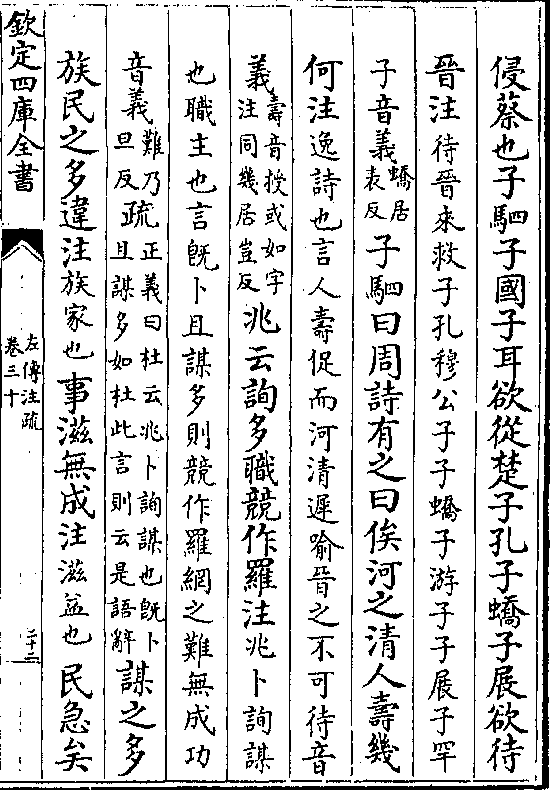 侵蔡也子駟子國子耳欲從楚子孔子蟜子展欲待
晉注待晉來救子孔穆公子子蟜子游子子展子罕
子音義蟜居表反子駟曰周詩有之曰俟河之清人壽幾
何注逸詩也言人壽促而河清遲喻晉之不可待音
義壽音授或如字注同幾居豈反兆云詢多職競作羅注兆卜詢謀
也職主也言既卜且謀多則競作羅網之難無成功
音義難乃旦反疏正義曰杜云兆卜詢謀也既卜且謀多如杜此言則云是語辭謀之多
族民之多違注族家也事滋無成注滋益也民急矣
欽定四庫全書
左傳注疏
卷三十
二十二